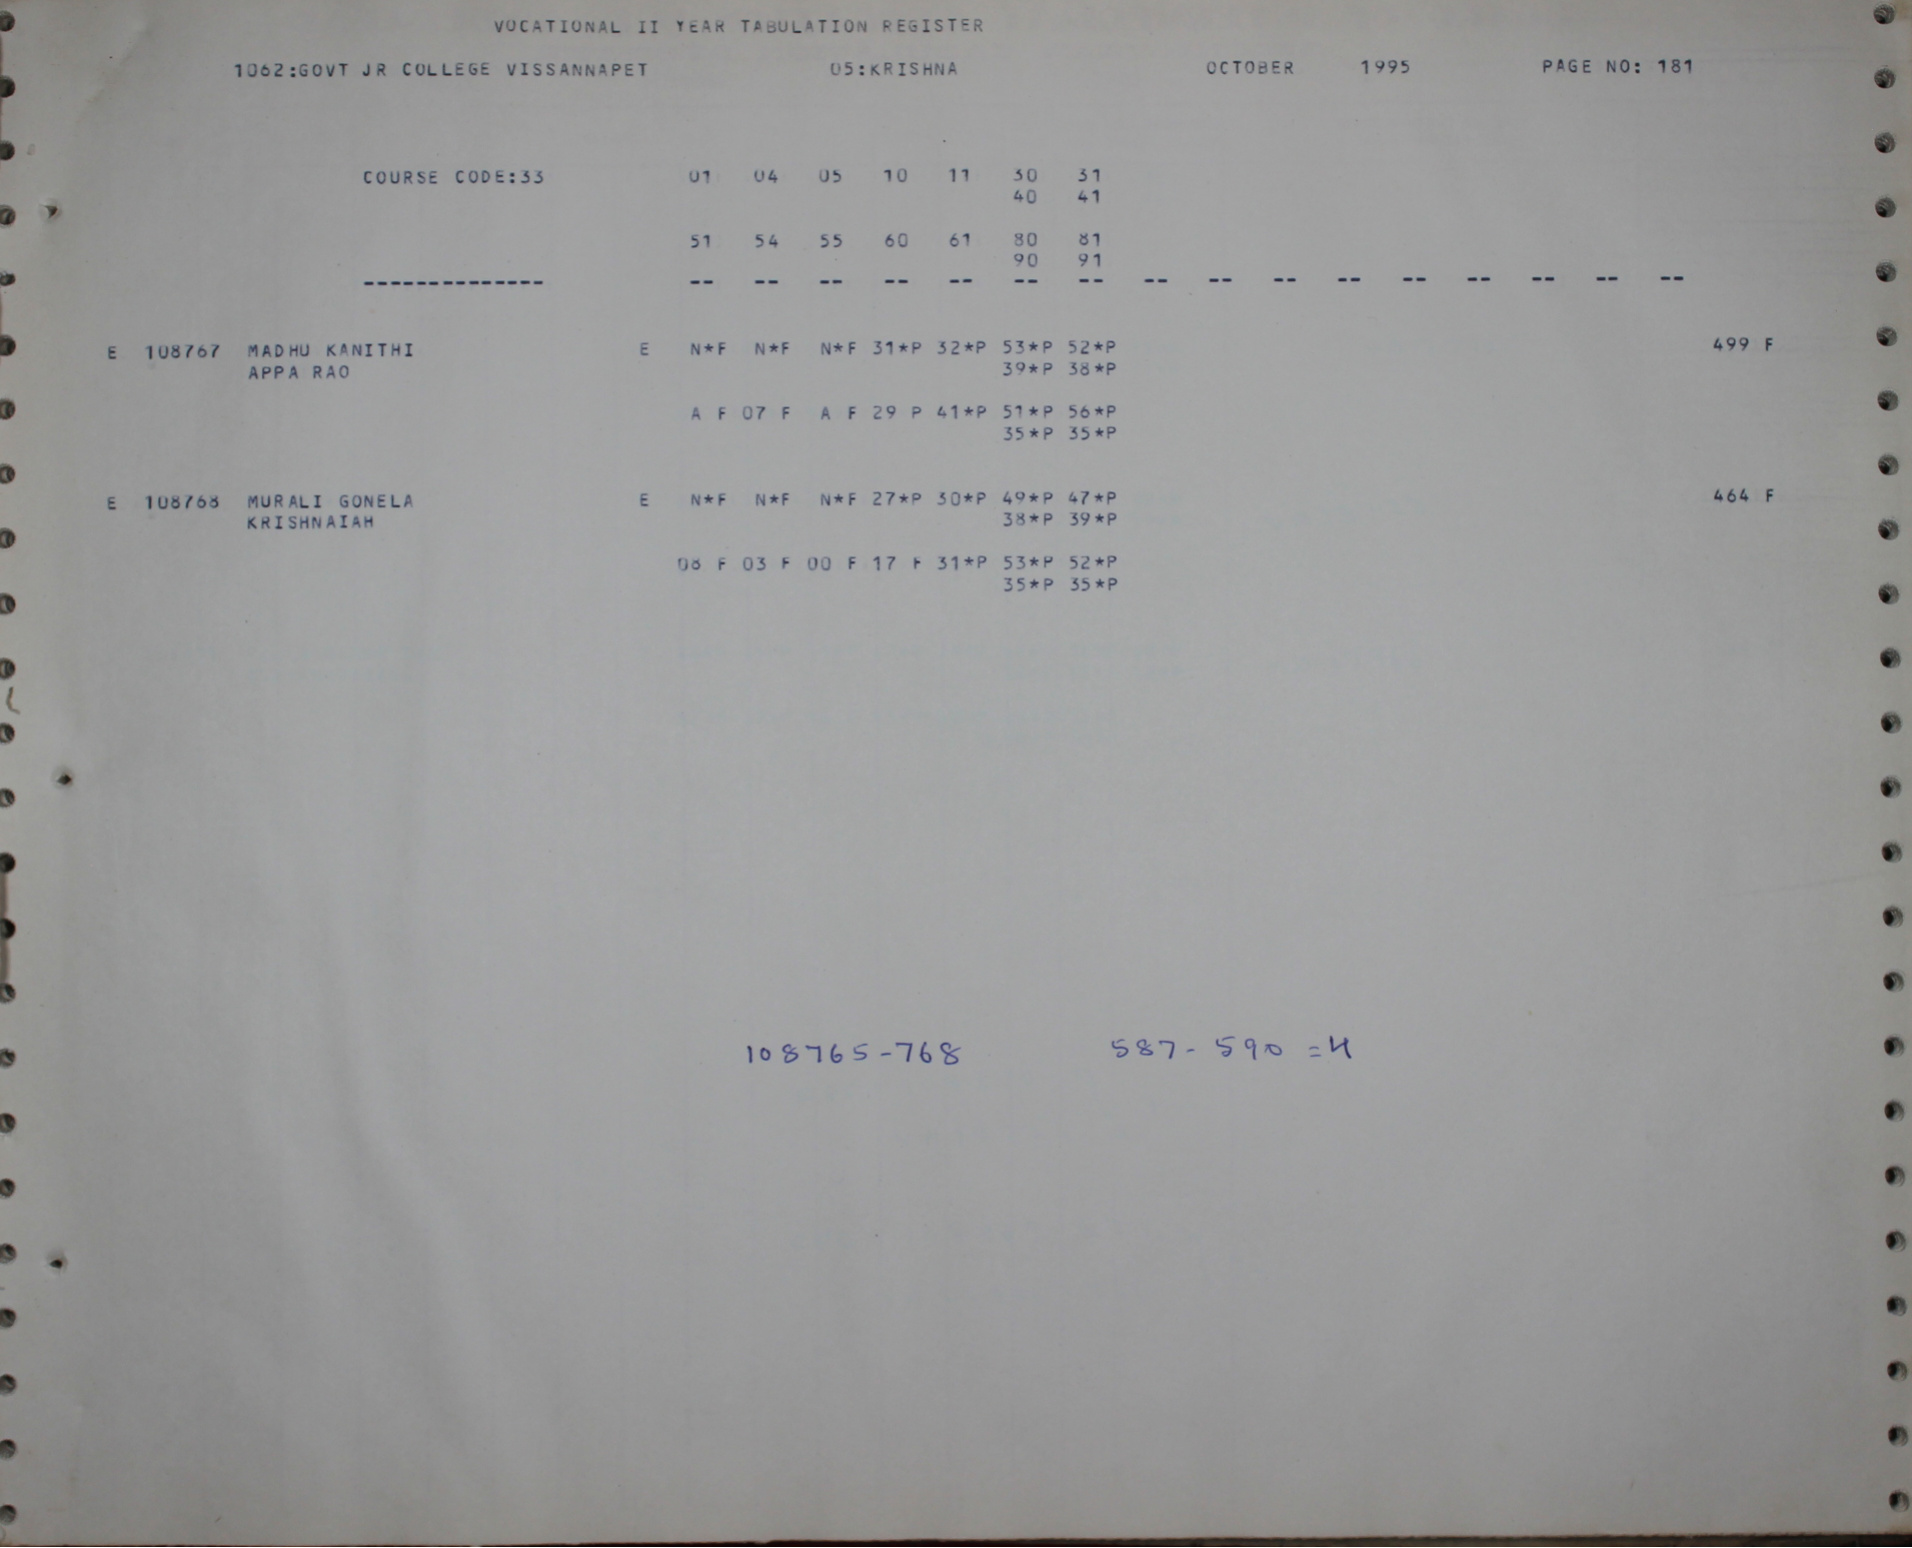 VOCATIONAL II YEAR TABULATION REGISTER
1062:GOVT JR COLLEGE VISSANNAPET 05:KRISHNA OCTOBER 1995 PAGE NO: 181
COURSE CODE:33 01 04 05 10 11 30 31
40 41
51 54 55 60 61 80 81
90 91
-------------- -- -- -- -- -- -- -- -- -- -- -- -- -- -- -- --
E 108767 MADHU KANITHI E N*F N*F N*F 31*P 32*P 53*P 52*P 499 F
APPA RAO 39*P 38*P
A F 07 F A F 29 P 41*P 51*P 56*P
35*P 35*P
E 108768 MURALI GONELA E N*F N*F N*F 27*P 30*P 49*P 47*P 464 F
KRISHNAIAH 38*P 39*P
08 F 03 F 00 F 17 F 31*P 53*P 52*P
35*P 35*P
108765-768 587-590 =4